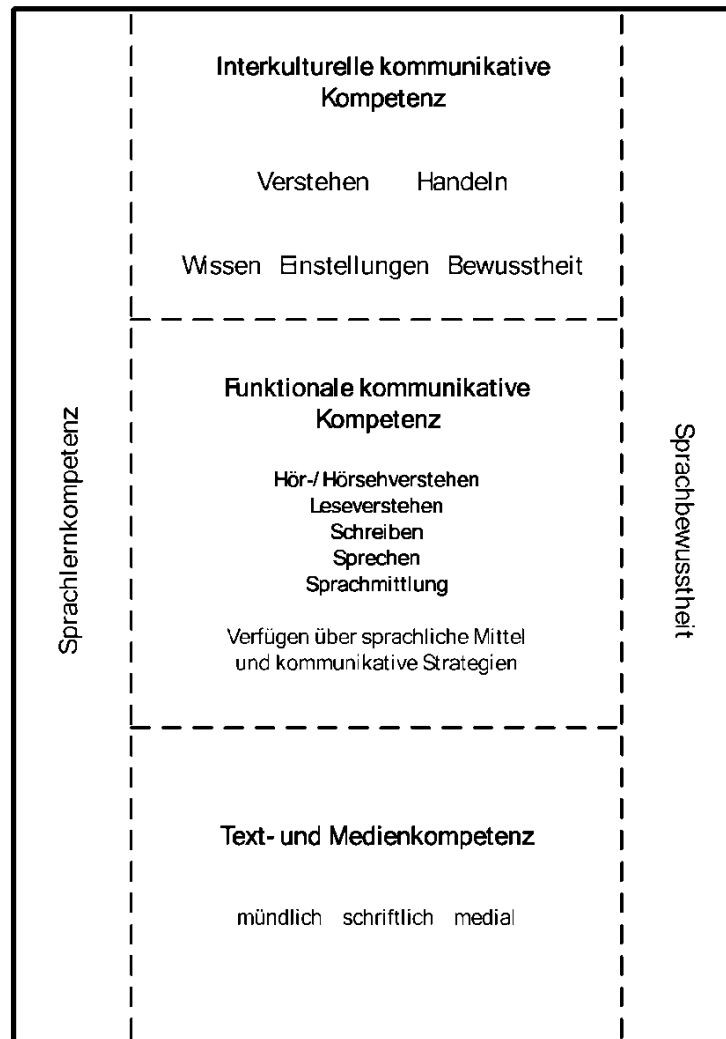 Interkulturelle kommunikative
Kompetenz
Verstehen Handeln
Wissen Einstellungen Bewusstheit
Sprachlernkompetenz
Funktionale kommunikative
Kompetenz
Hör-/ Hörsehverstehen
Leseverstehen
Schreiben
Sprechen
Sprachmittlung
Verfügen über sprachliche Mittel
und kommunikative Strategien
Sprachbewusstheit
Text- und Medienkompetenz
mündlich schriftlich medial